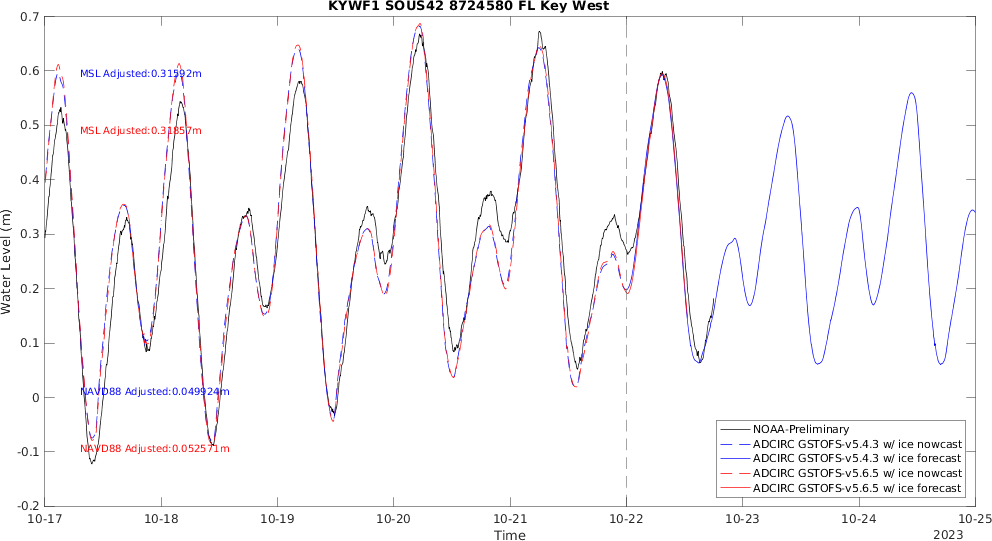 KYWF1 SOUS42 8724580 FL Key West
0.7
0.6
0.5
0.4
0.3
0.2
0.1
0
-0.1
-0.2
Water Level (m)
MSL Adjusted:0.31592m
MSL Adjusted:0.31857m
NAVD88 Adjusted:0.049924m
NAVD88 Adjusted:0.052571m
NOAA-Preliminary
ADCIRC GSTOFS-v5.4.3 w/ ice nowcast
ADCIRC GSTOFS-v5.4.3 w/ ice forecast
ADCIRC GSTOFS-v5.6.5 w/ ice nowcast
ADCIRC GSTOFS-v5.6.5 w/ ice forecast
10-17 10-18 10-19 10-20 10-21 10-22 10-23 10-24 10-25
Time
2023